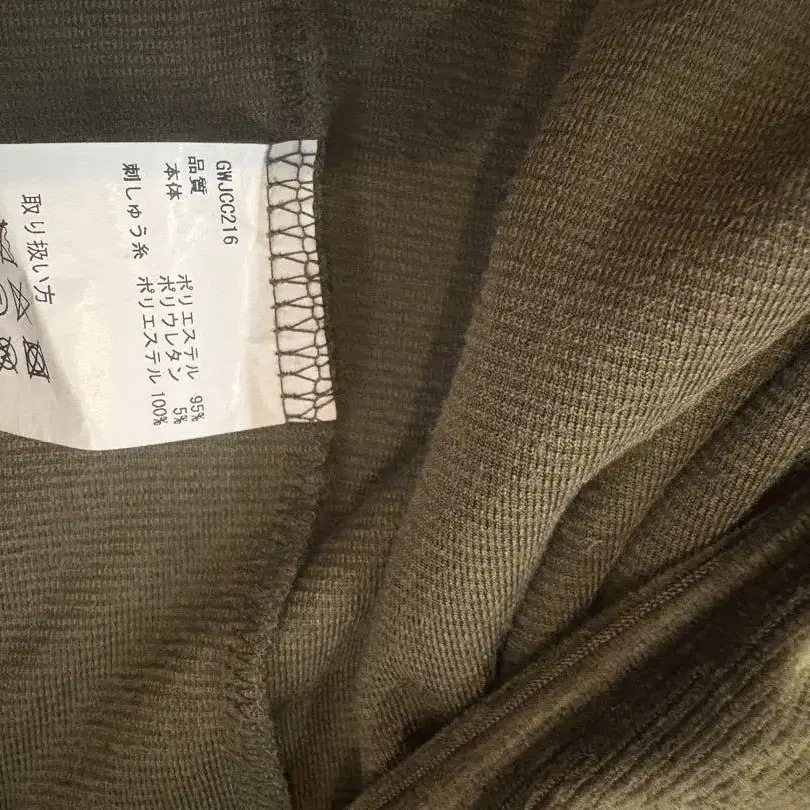 GWJCC216
品質
本体 ポリエステル 95%
ポリウレタン 5%
刺しゅう糸 ポリエステル 100%
取り扱い方